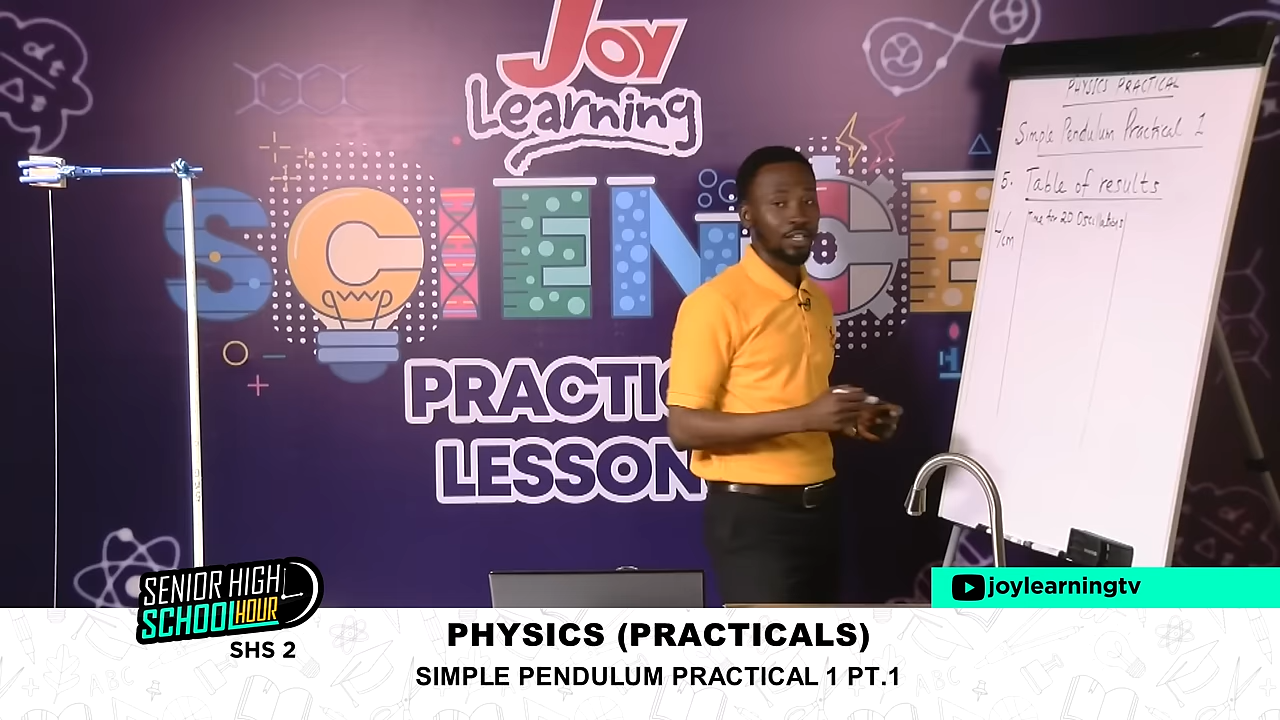 Joy
Learning
SCIENCE
PRACTIC
LESSON
PHYSICS PRACTICAL
Simple Pendulum Practical 1
5. Table of results
L/cm
Time for 20 Oscillations
SENIOR HIGH
SCHOOL HOUR
SHS 2
joylearningtv
PHYSICS (PRACTICALS)
SIMPLE PENDULUM PRACTICAL 1 PT.1